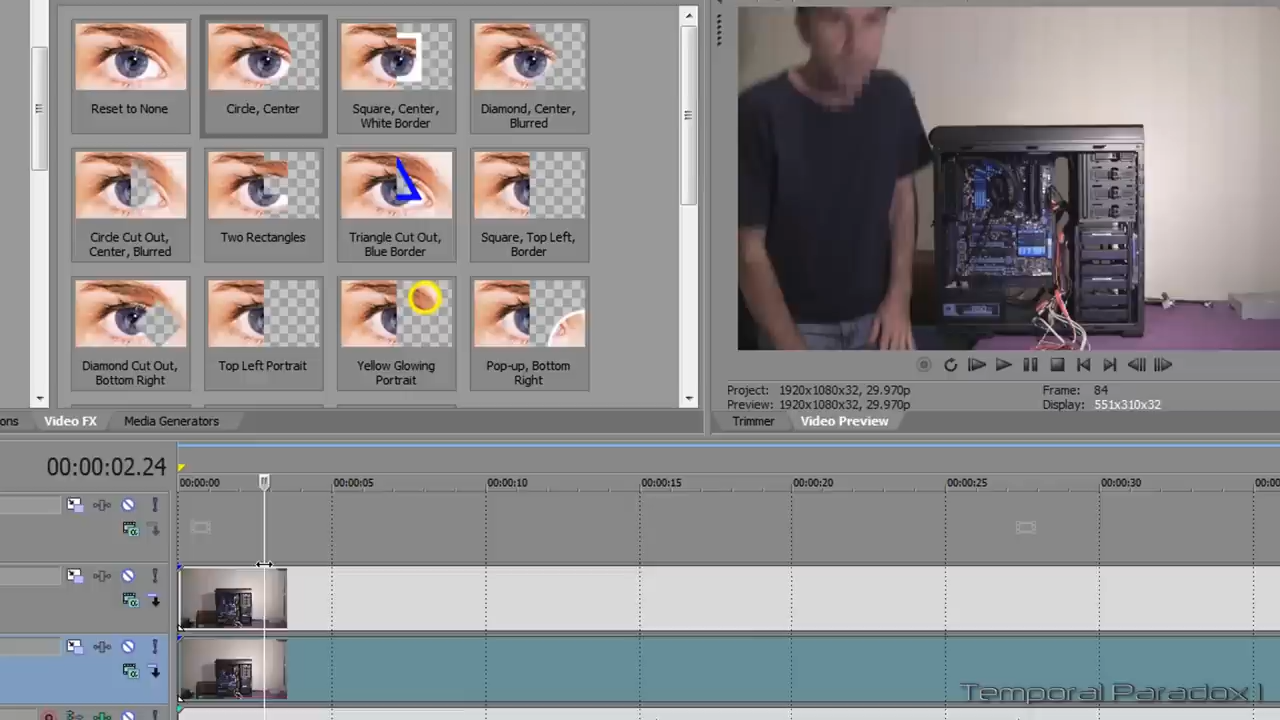 Reset to None
Circle, Center
Square, Center,
White Border
Diamond, Center,
Blurred
Circle Cut Out,
Center, Blurred
Two Rectangles
Triangle Cut Out,
Blue Border
Square, Top Left,
Border
Diamond Cut Out,
Bottom Right
Top Left Portrait
Yellow Glowing
Portrait
Pop-up, Bottom
Right
Project: 1920x1080x32, 29.970p
Frame: 84
Preview: 1920x1080x32, 29.970p
Display: 551x310x32
ons
Video FX
Media Generators
Trimmer
Video Preview
00:00:02.24
00:00:00
00:00:05
00:00:10
00:00:15
00:00:20
00:00:25
00:00:30
00:00
Temporal Paradox 1